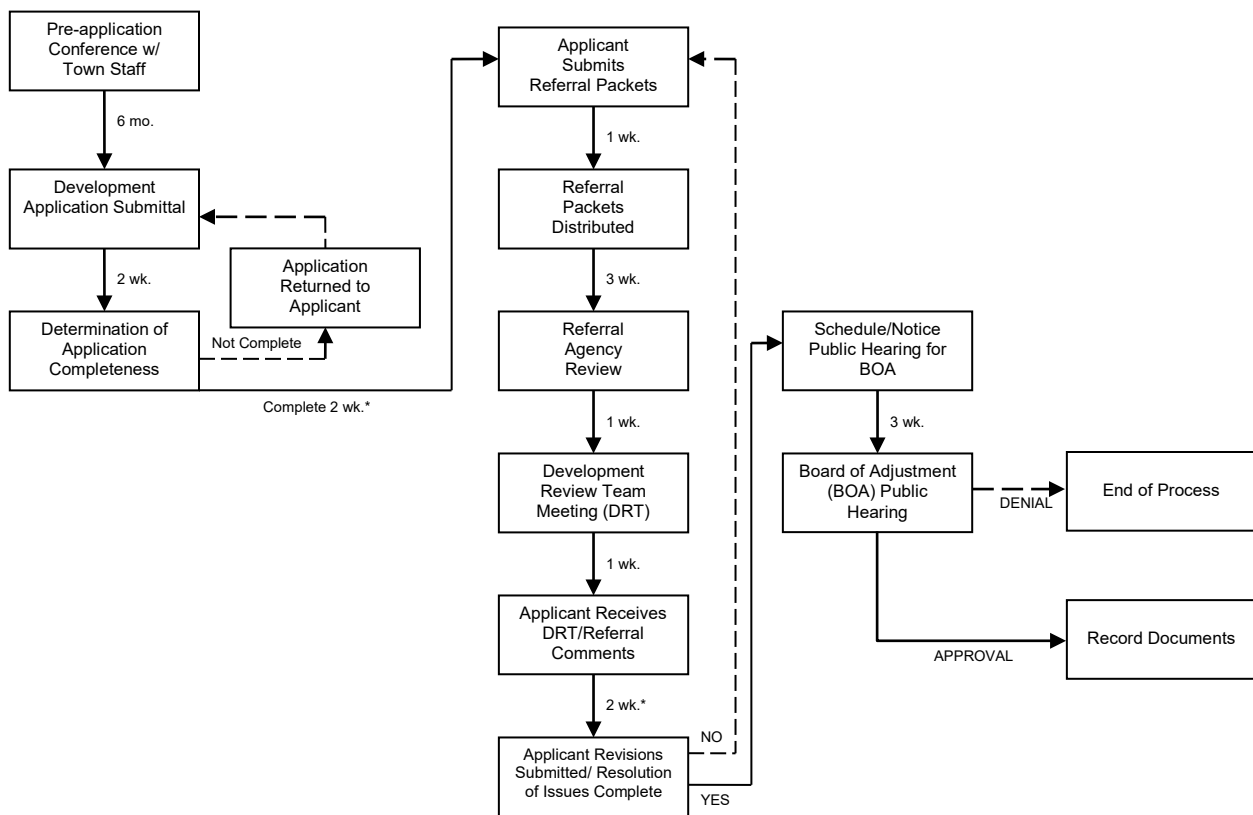 Pre-application
Conference w/
Town Staff
6 mo.
Development
Application Submittal
2 wk.
Application
Returned to
Applicant
Determination of
Application
Completeness
Not Complete
Complete 2 wk.*
Applicant
Submits
Referral Packets
1 wk.
Referral
Packets
Distributed
3 wk.
Referral
Agency
Review
1 wk.
Development
Review Team
Meeting (DRT)
1 wk.
Applicant Receives
DRT/Referral
Comments
2 wk.*
Applicant Revisions
Submitted/ Resolution
of Issues Complete
NO
YES
Schedule/Notice
Public Hearing for
BOA
3 wk.
Board of Adjustment
(BOA) Public
Hearing
DENIAL
End of Process
APPROVAL
Record Documents